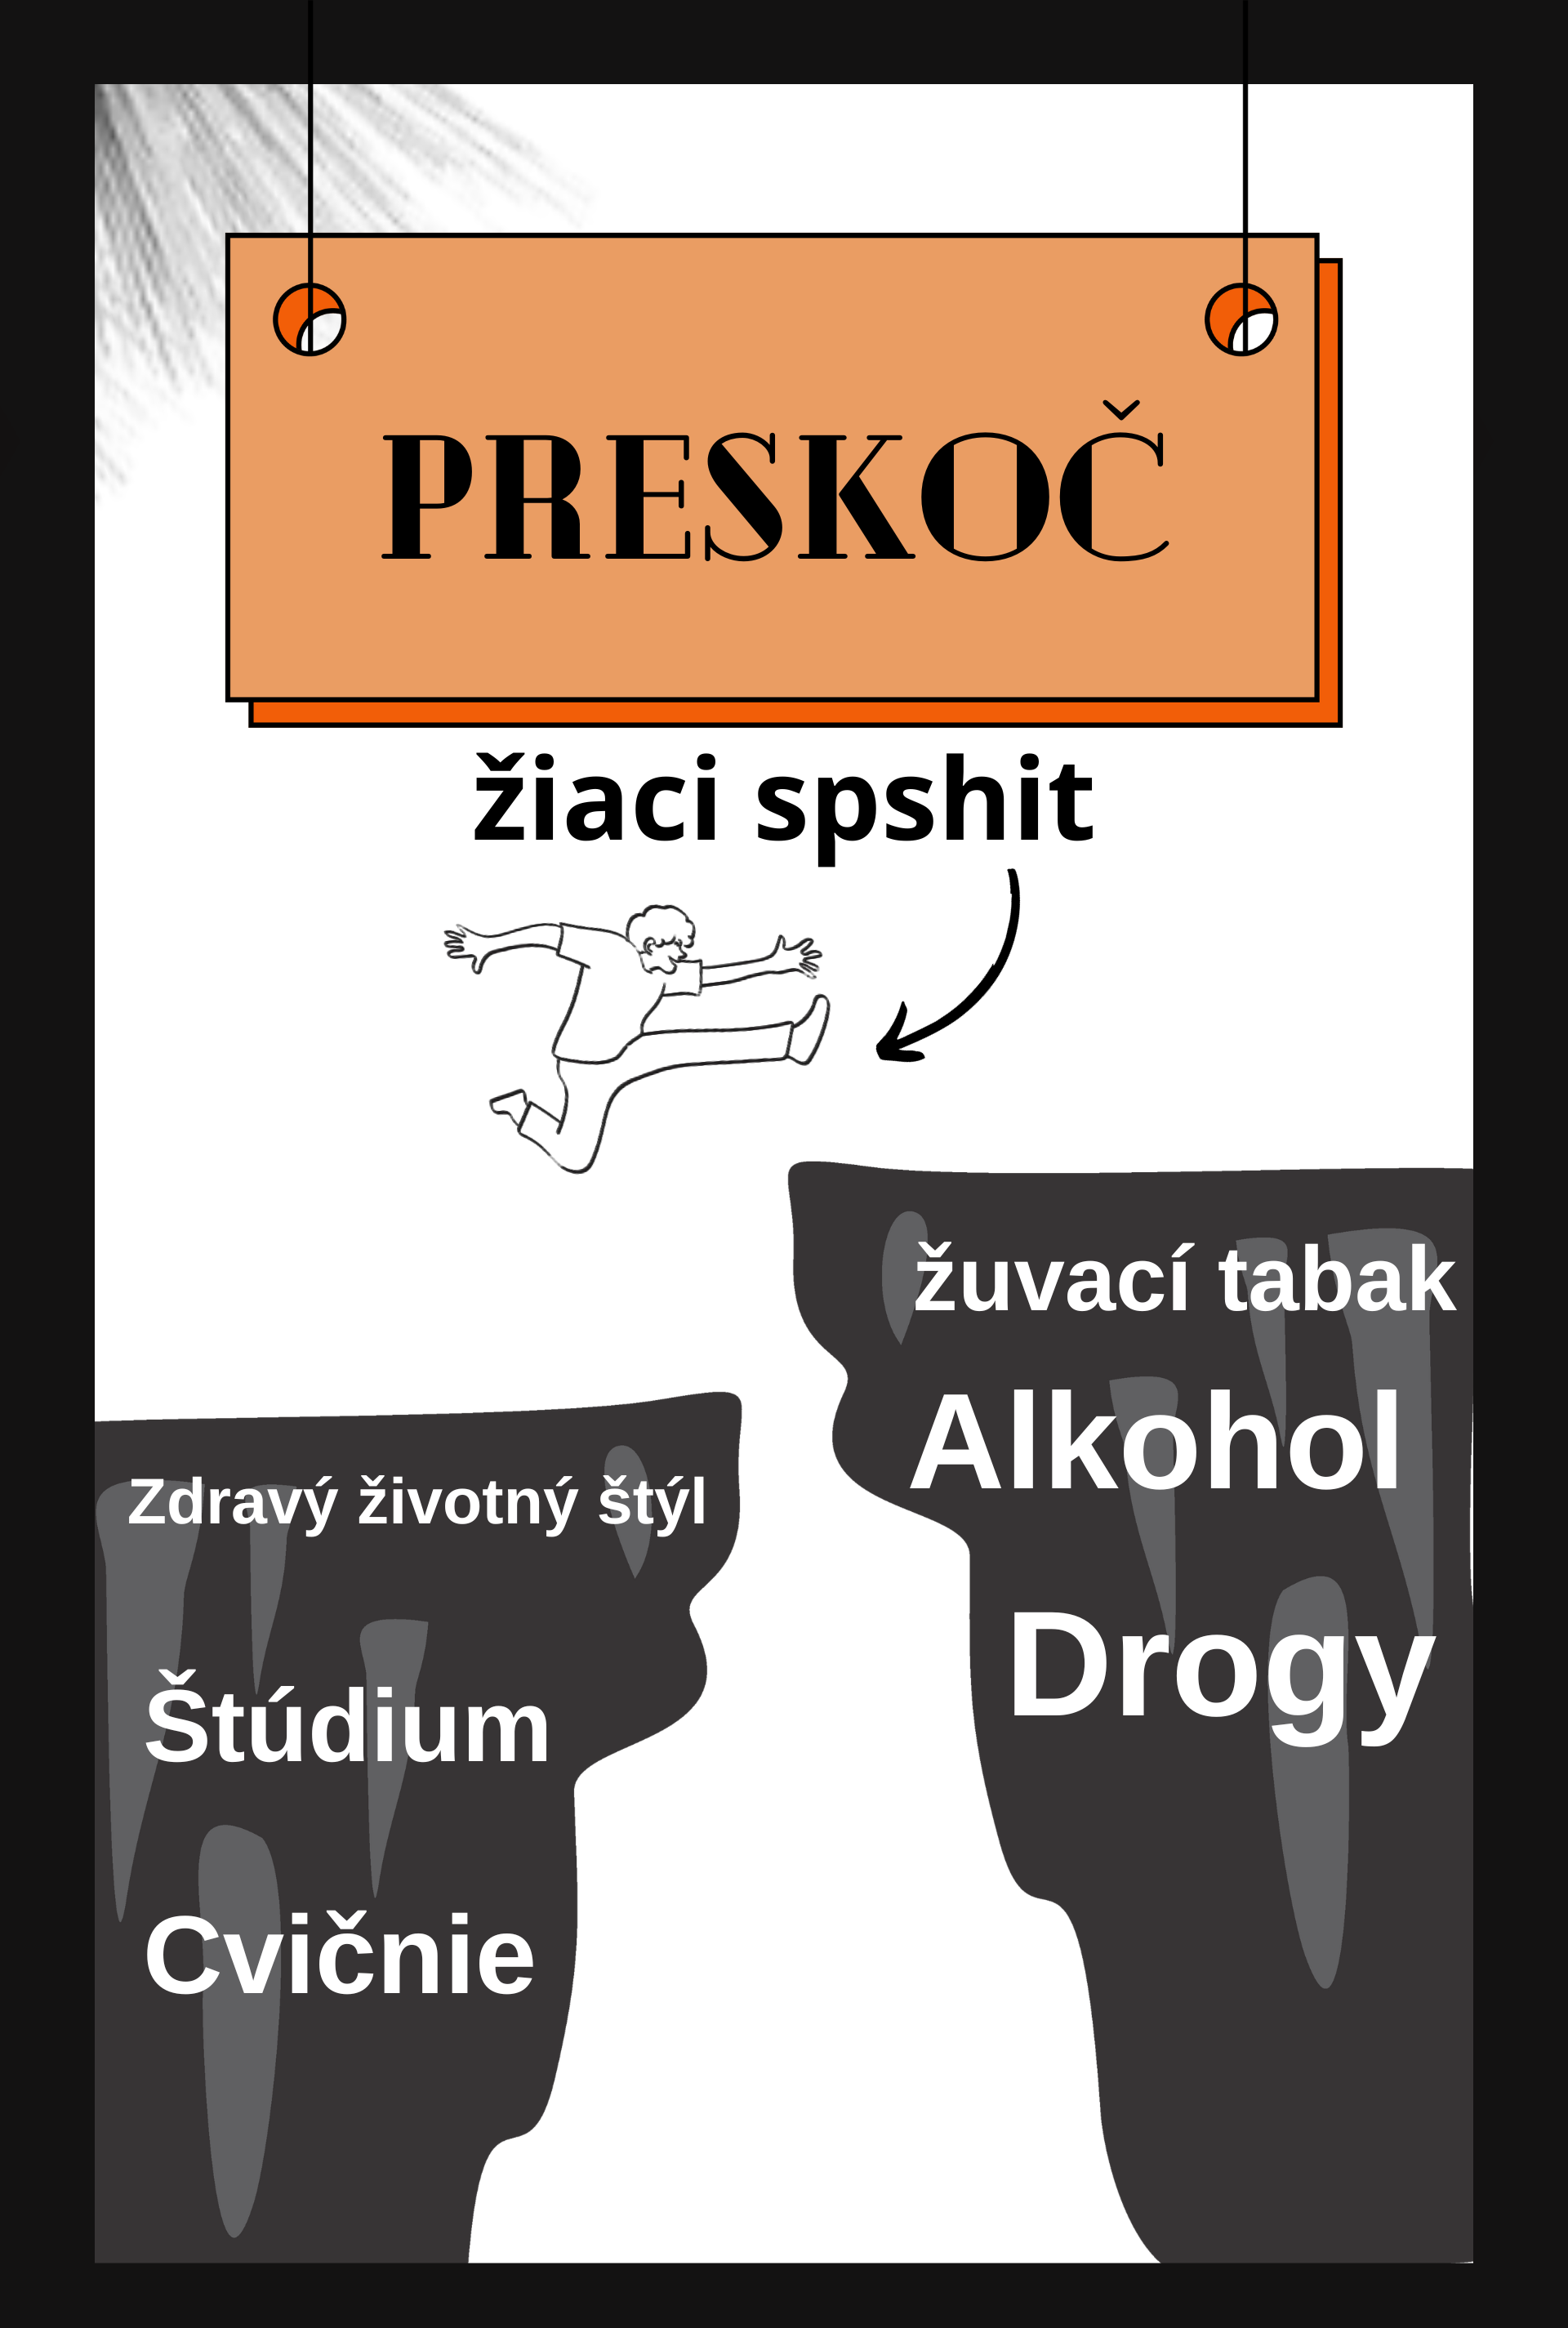 PRESKOČ
žiaci spshit
žuvací tabak
Alkohol
Drogy
Zdravý životný štýl
Štúdium
Cvičnie